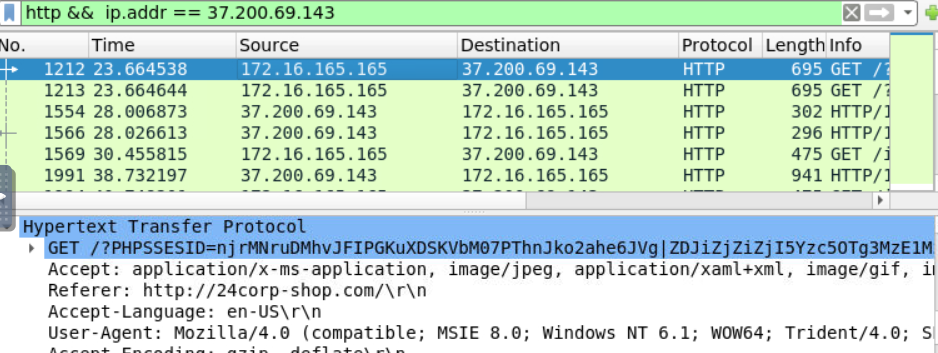 http && ip.addr == 37.200.69.143
No. Time Source Destination Protocol Length Info
1212 23.664538 172.16.165.165 37.200.69.143 HTTP 695 GET /?
1213 23.664644 172.16.165.165 37.200.69.143 HTTP 695 GET /?
1554 28.006873 37.200.69.143 172.16.165.165 HTTP 302 HTTP/1
1566 28.026613 37.200.69.143 172.16.165.165 HTTP 296 HTTP/1
1569 30.455815 172.16.165.165 37.200.69.143 HTTP 475 GET /i
1991 38.732197 37.200.69.143 172.16.165.165 HTTP 941 HTTP/1
Hypertext Transfer Protocol
GET /?PHPSSESID=njrMNruDMhvJFIPGKuXDSKVbM07PThnJko2ahe6JVg|ZDJiZjZiZjI5Yzc5OTg3MzE1M
Accept: application/x-ms-application, image/jpeg, application/xaml+xml, image/gif, i
Referer: http://24corp-shop.com/\r\n
Accept-Language: en-US\r\n
User-Agent: Mozilla/4.0 (compatible; MSIE 8.0; Windows NT 6.1; WOW64; Trident/4.0; S
Accept-Encoding: gzip, deflate\r\n